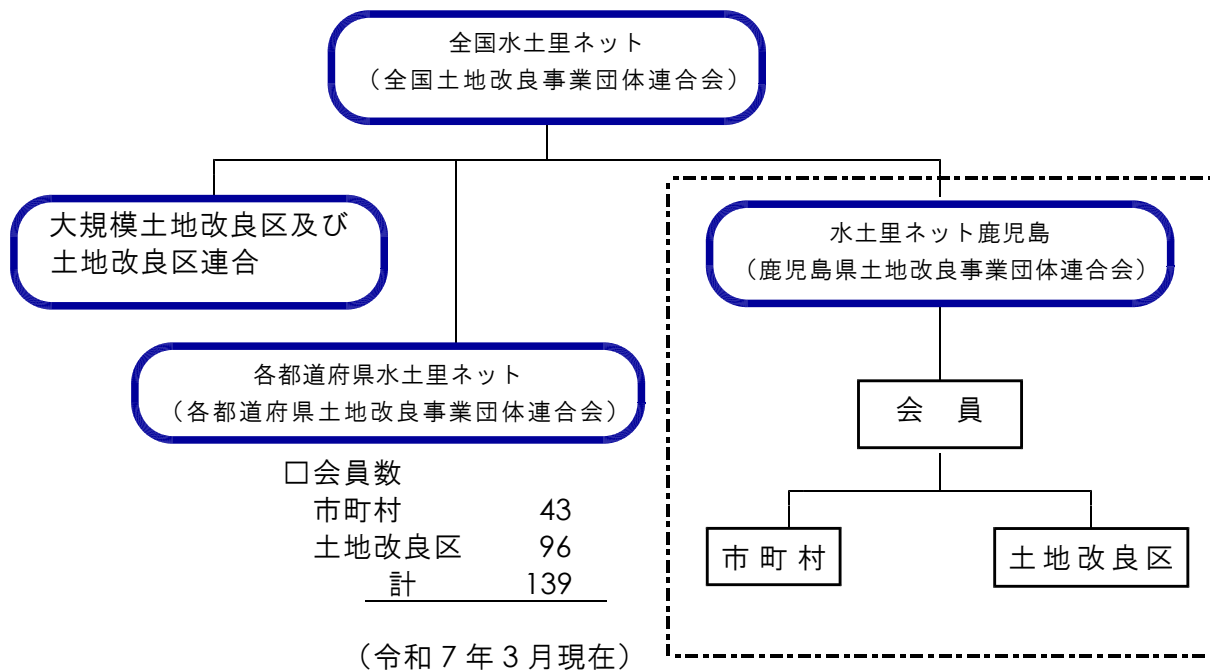 全国水土里ネット
（全国土地改良事業団体連合会）
大規模土地改良区及び
土地改良区連合
水土里ネット鹿児島
（鹿児島県土地改良事業団体連合会）
各都道府県水土里ネット
（各都道府県土地改良事業団体連合会）
会　員
市町村
土地改良区
□会員数
市町村 43
土地改良区 96
計 139
（令和７年３月現在）